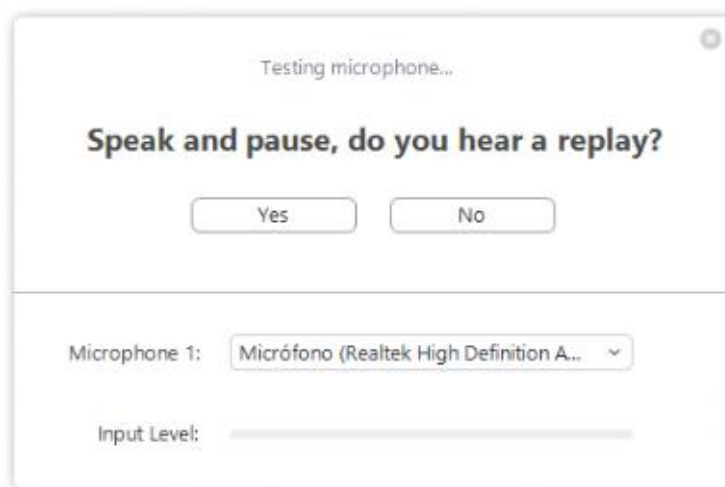 Testing microphone...
Speak and pause, do you hear a replay?
Yes No
Microphone 1: Micrófono (Realtek High Definition A...
Input Level: